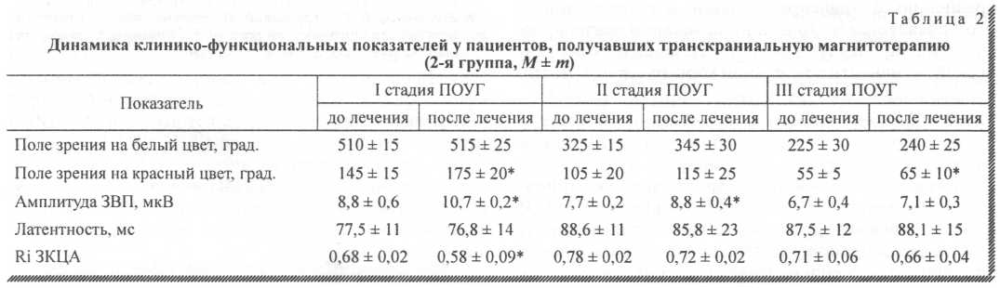 Таблица 2
Динамика клинико-функциональных показателей у пациентов, получавших транскраниальную магнитотерапию
(2-я группа, M ± m)
Показатель I стадия ПОУГ II стадия ПОУГ III стадия ПОУГ
до лечения после лечения до лечения после лечения до лечения после лечения
Поле зрения на белый цвет, град. 510 ± 15 515 ± 25 325 ± 15 345 ± 30 225 ± 30 240 ± 25
Поле зрения на красный цвет, град. 145 ± 15 175 ± 20* 105 ± 20 115 ± 25 55 ± 5 65 ± 10*
Амплитуда ЗВП, мкВ 8,8 ± 0,6 10,7 ± 0,2* 7,7 ± 0,2 8,8 ± 0,4* 6,7 ± 0,4 7,1 ± 0,3
Латентность, мс 77,5 ± 11 76,8 ± 14 88,6 ± 11 85,8 ± 23 87,5 ± 12 88,1 ± 15
Ri ЗКЦА 0,68 ± 0,02 0,58 ± 0,09* 0,78 ± 0,02 0,72 ± 0,02 0,71 ± 0,06 0,66 ± 0,04